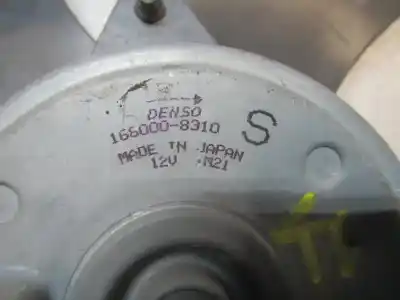 DENSO
168000-8310
S
MADE IN JAPAN
12V M21